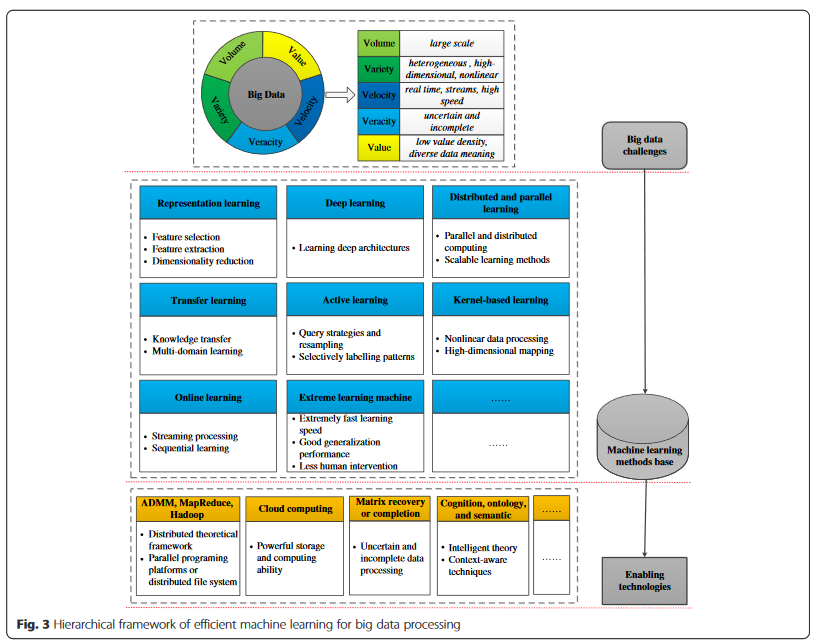 Volume
Value
Velocity
Veracity
Variety
Big Data
Volume
large scale
Variety
heterogeneous , high-
dimensional, nonlinear
Velocity
real time, streams, high
speed
Veracity
uncertain and
incomplete
Value
low value density,
diverse data meaning
Big data
challenges
Representation learning
• Feature selection
• Feature extraction
• Dimensionality reduction
Deep learning
• Learning deep architectures
Distributed and parallel
learning
• Parallel and distributed
computing
• Scalable learning methods
Transfer learning
• Knowledge transfer
• Multi-domain learning
Active learning
• Query strategies and
resampling
• Selectively labelling patterns
Kernel-based learning
• Nonlinear data processing
• High-dimensional mapping
Online learning
• Streaming processing
• Sequential learning
Extreme learning machine
• Extremely fast learning
speed
• Good generalization
performance
• Less human intervention
......
......
Machine learning
methods base
ADMM, MapReduce,
Hadoop
• Distributed theoretical
framework
• Parallel programing
platforms or
distributed file system
Cloud computing
• Powerful storage
and computing
ability
Matrix recovery
or completion
• Uncertain and
incomplete data
processing
Cognition, ontology,
and semantic
• Intelligent theory
• Context-aware
techniques
......
......
Enabling
technologies
Fig. 3 Hierarchical framework of efficient machine learning for big data processing